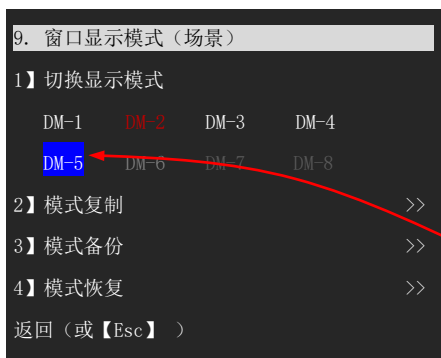 9. 窗口显示模式（场景）
1】切换显示模式
DM-1 DM-2 DM-3 DM-4
DM-5 DM-6 DM-7 DM-8
2】模式复制 >>
3】模式备份 >>
4】模式恢复 >>
返回（或【Esc】 ）